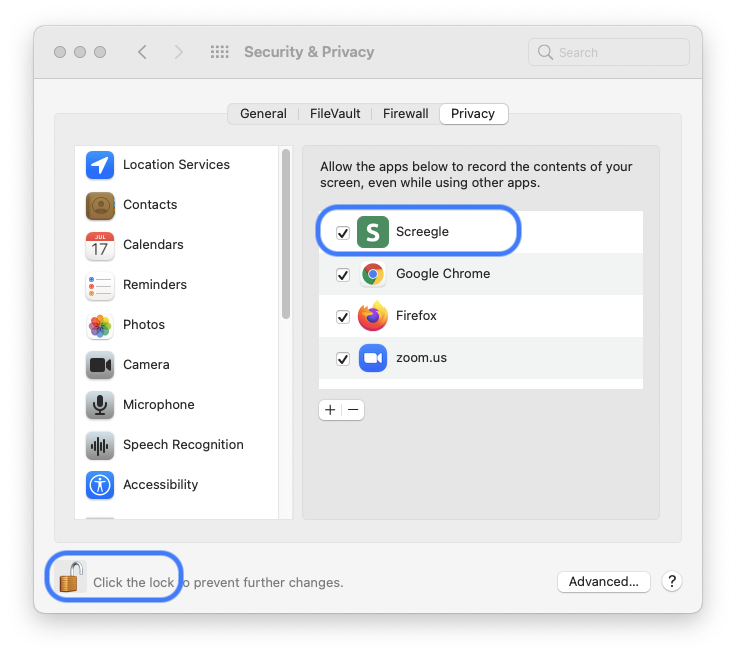 Security & Privacy
Search
General
FileVault
Firewall
Privacy
Location Services
Contacts
JUL
17
Calendars
Reminders
Photos
Camera
Microphone
Speech Recognition
Accessibility
Allow the apps below to record the contents of your
screen, even while using other apps.
S
Screegle
Google Chrome
Firefox
zoom.us
+ −
Click the lock to prevent further changes.
Advanced...
?